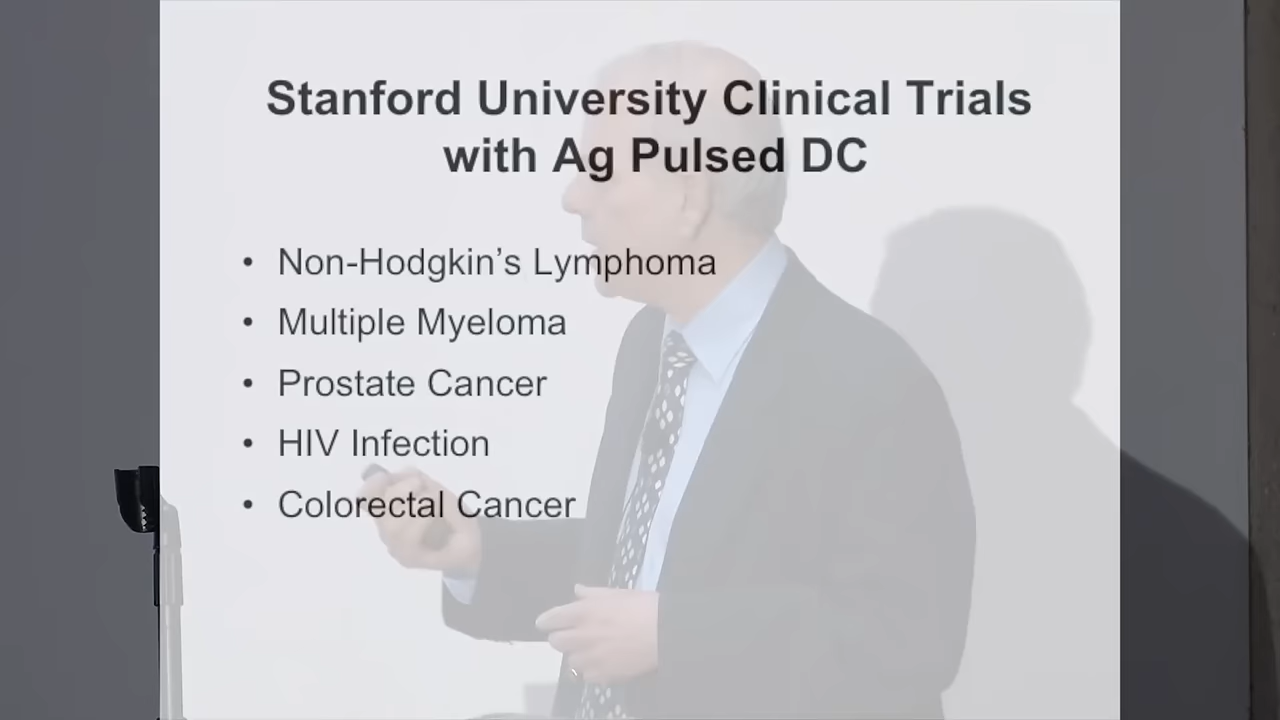 Stanford University Clinical Trials
with Ag Pulsed DC
• Non-Hodgkin’s Lymphoma
• Multiple Myeloma
• Prostate Cancer
• HIV Infection
• Colorectal Cancer